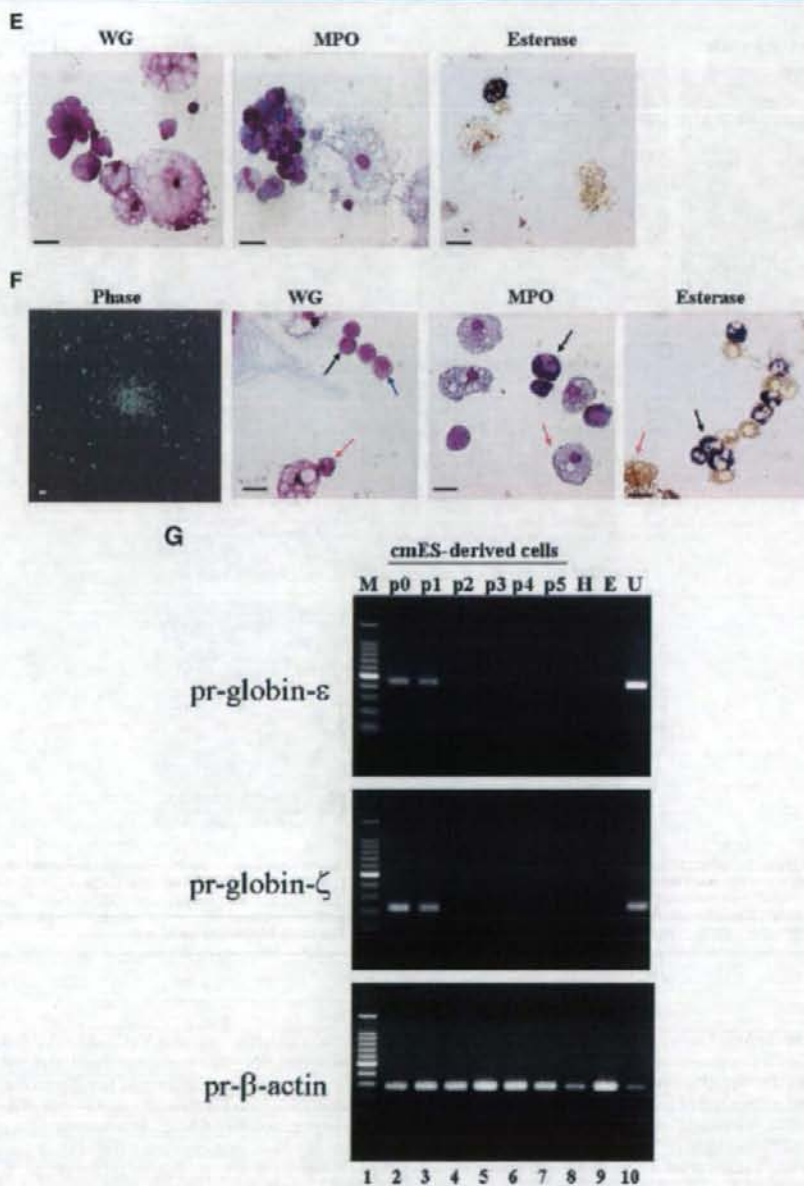 E
WG MPO Esterase
F
Phase WG MPO Esterase
G
cmES-derived cells
M p0 p1 p2 p3 p4 p5 H E U
pr-globin-ε
pr-globin-ζ
pr-β-actin
1 2 3 4 5 6 7 8 9 10